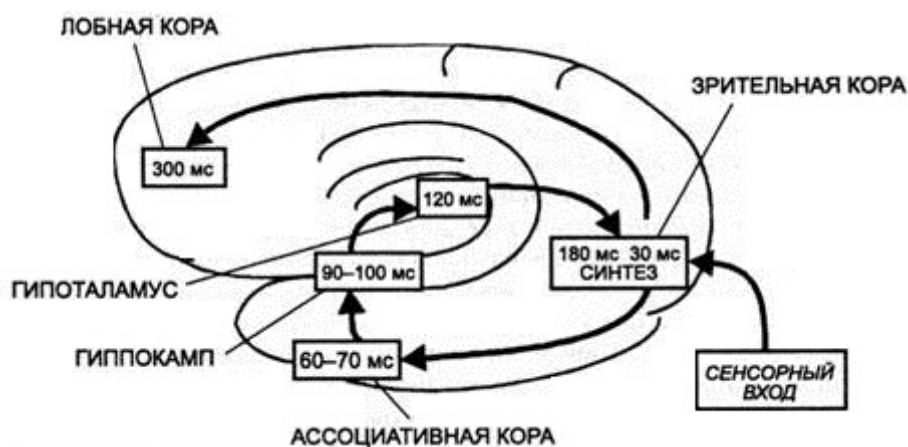 ЛОБНАЯ КОРА
ЗРИТЕЛЬНАЯ КОРА
300 мс
120 мс
180 мс 30 мс
СИНТЕЗ
90–100 мс
ГИПОТАЛАМУС
ГИППОКАМП
60–70 мс
СЕНСОРНЫЙ
ВХОД
АССОЦИАТИВНАЯ КОРА